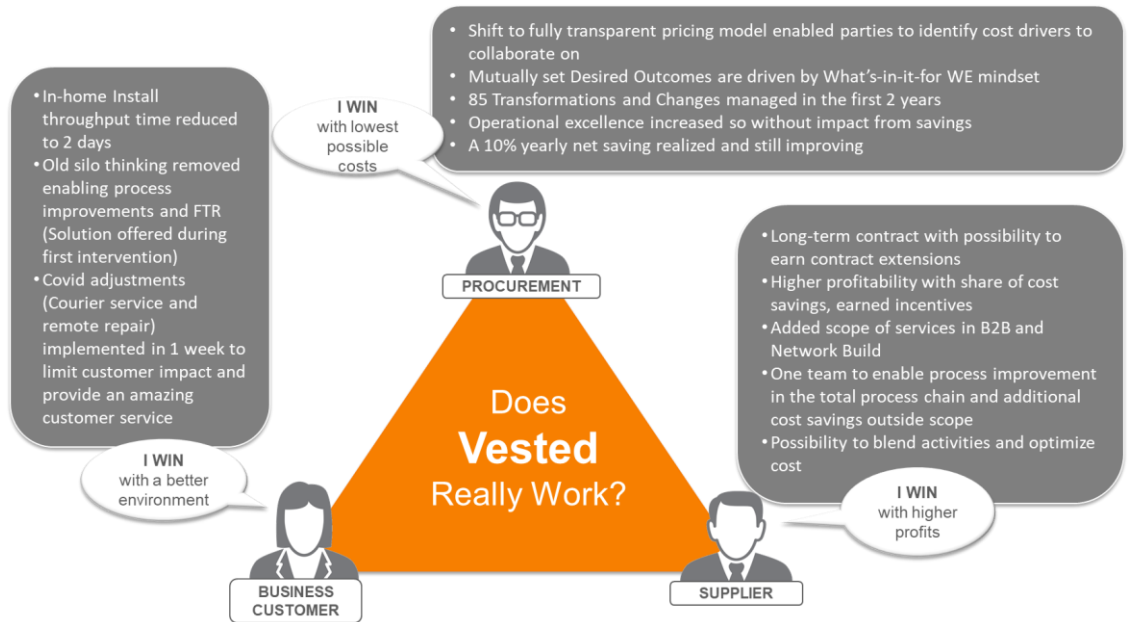 • Shift to fully transparent pricing model enabled parties to identify cost drivers to
collaborate on
• Mutually set Desired Outcomes are driven by What's-in-it-for WE mindset
• 85 Transformations and Changes managed in the first 2 years
• Operational excellence increased so without impact from savings
• A 10% yearly net saving realized and still improving
I WIN
with lowest
possible
costs
PROCUREMENT
• In-home Install
throughput time reduced
to 2 days
• Old silo thinking removed
enabling process
improvements and FTR
(Solution offered during
first intervention)
• Covid adjustments
(Courier service and
remote repair)
implemented in 1 week to
limit customer impact and
provide an amazing
customer service
I WIN
with a better
environment
BUSINESS
CUSTOMER
Does
Vested
Really Work?
• Long-term contract with possibility to
earn contract extensions
• Higher profitability with share of cost
savings, earned incentives
• Added scope of services in B2B and
Network Build
• One team to enable process improvement
in the total process chain and additional
cost savings outside scope
• Possibility to blend activities and optimize
cost
I WIN
with higher
profits
SUPPLIER